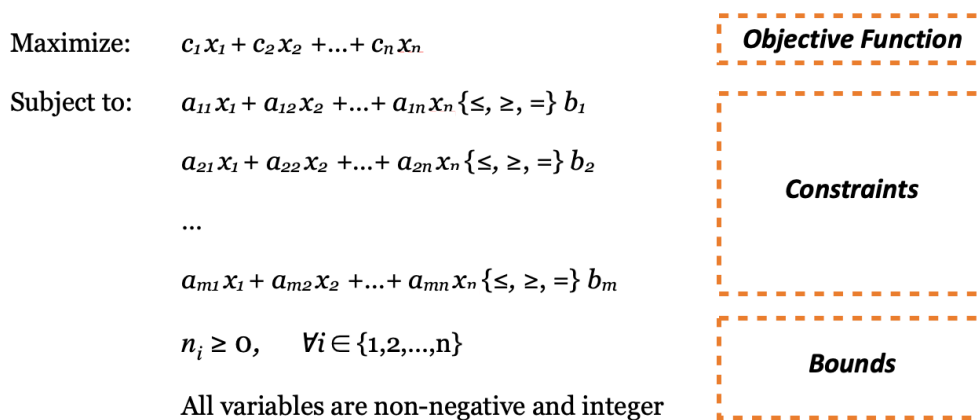 Maximize: c₁x₁ + c₂x₂ +...+ cₙxₙ
Objective Function
Subject to: a₁₁x₁ + a₁₂x₂ +...+ a₁ₙxₙ {≤, ≥, =} b₁
a₂₁x₁ + a₂₂x₂ +...+ a₂ₙxₙ {≤, ≥, =} b₂
Constraints
...
aₘ₁x₁ + aₘ₂x₂ +...+ aₘₙxₙ {≤, ≥, =} bₘ
nᵢ ≥ 0, ∀i ∈ {1,2,...,n}
Bounds
All variables are non-negative and integer